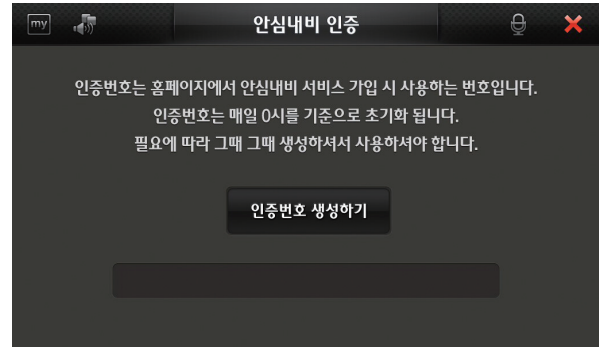 my
안심내비 인증
인증번호는 홈페이지에서 안심내비 서비스 가입 시 사용하는 번호입니다.
인증번호는 매일 0시를 기준으로 초기화 됩니다.
필요에 따라 그때 그때 생성하셔서 사용하셔야 합니다.
인증번호 생성하기